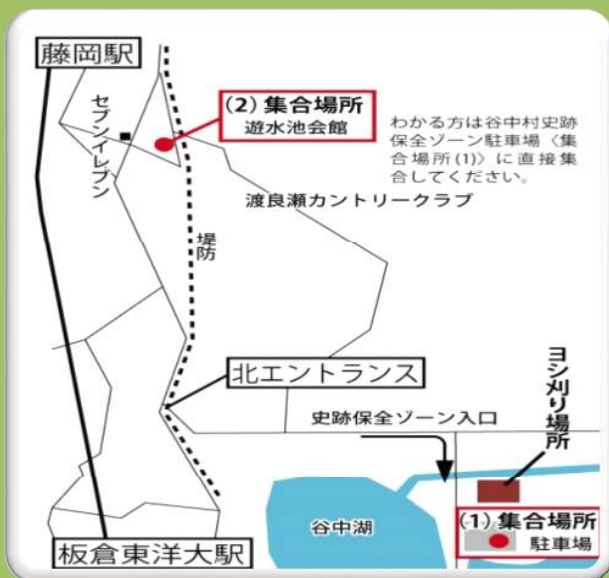 藤岡駅
セブンイレブン
(2) 集合場所
遊水池会館
わかる方は谷中村史跡
保全ゾーン駐車場〈集
合場所(1)〉に直接集
合してください。
渡良瀬カントリークラブ
堤防
北エントランス
ヨシ刈り場所
史跡保全ゾーン入口
谷中湖
(1) 集合場所
駐車場
板倉東洋大駅